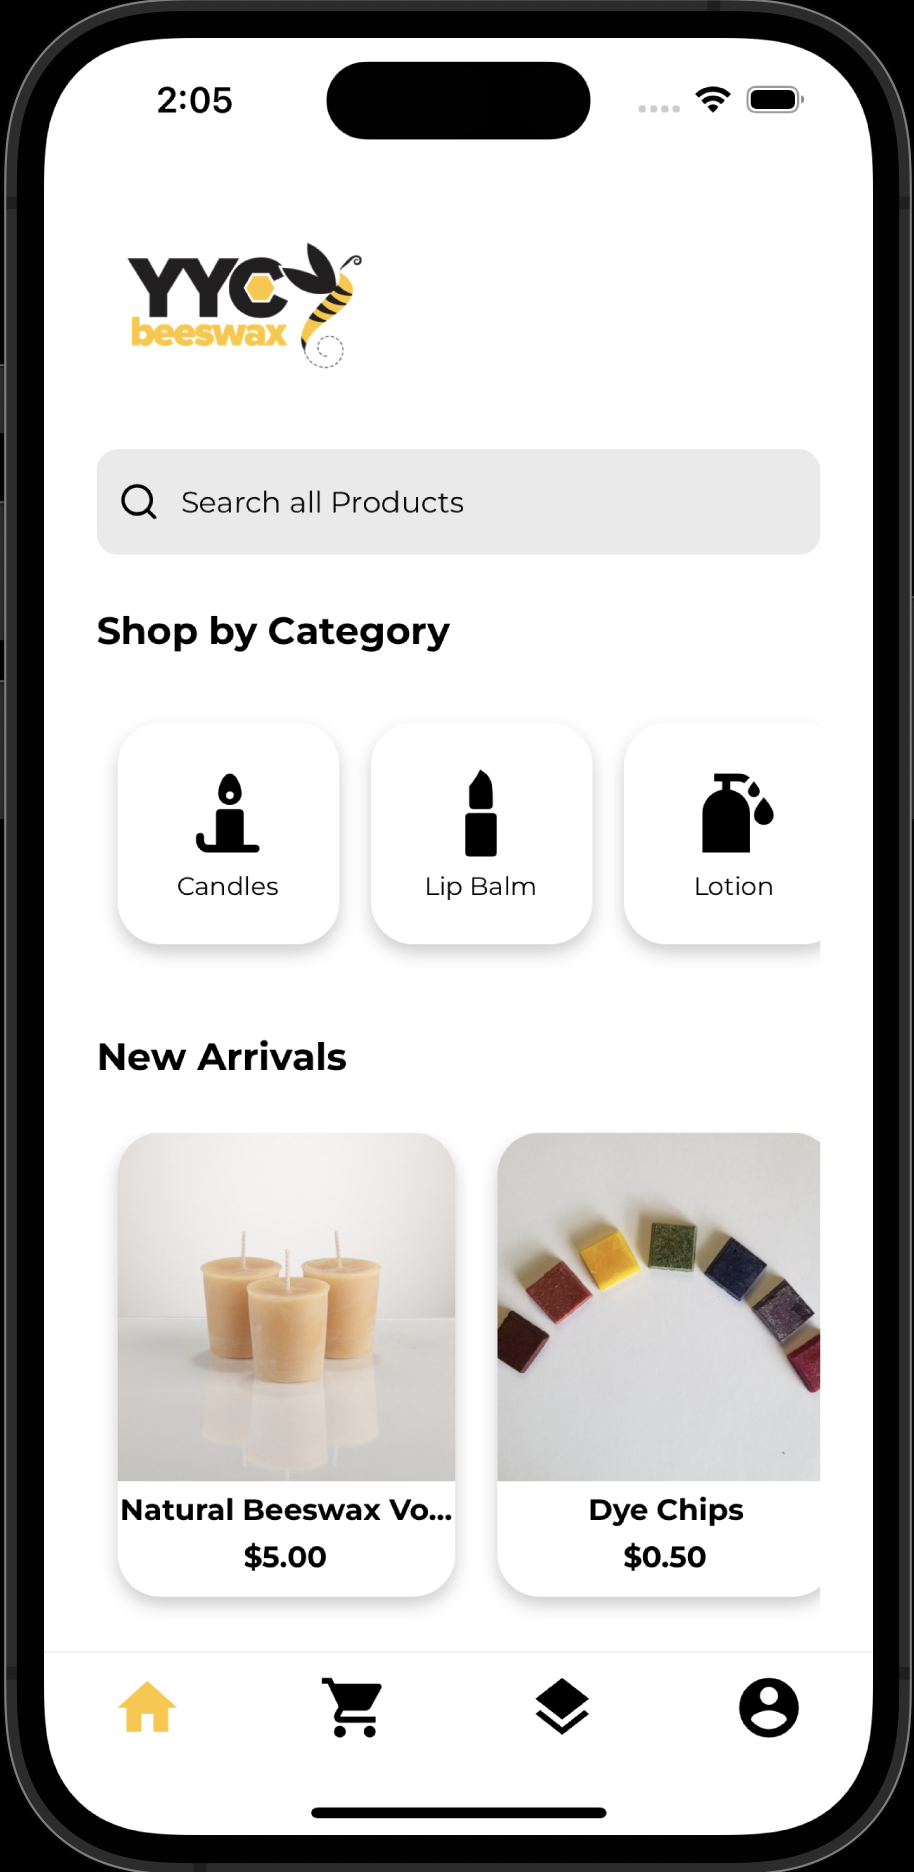 2:05
YYC
beeswax
Search all Products
Shop by Category
Candles
Lip Balm
Lotion
New Arrivals
Natural Beeswax Vo...
$5.00
Dye Chips
$0.50